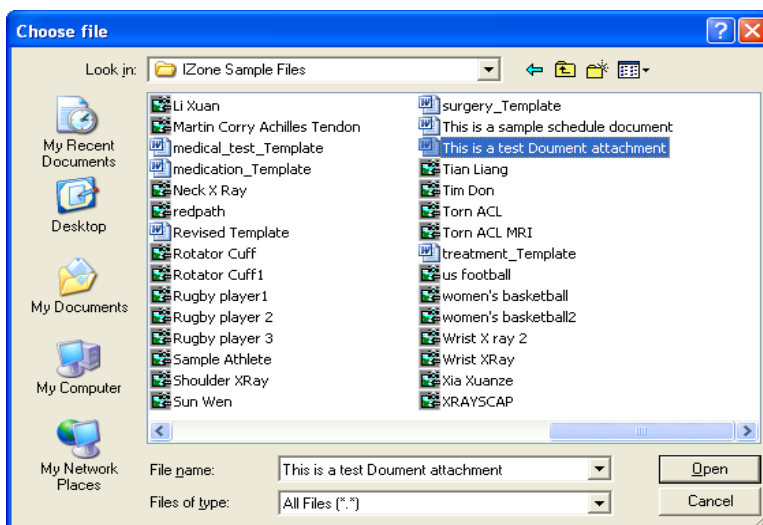 Choose file
Look in: IZone Sample Files
My Recent
Documents
Desktop
My Documents
My Computer
My Network
Places
Li Xuan
Martin Corry Achilles Tendon
medical_test_Template
medication_Template
Neck X Ray
redpath
Revised Template
Rotator Cuff
Rotator Cuff1
Rugby player1
Rugby player 2
Rugby player 3
Sample Athlete
Shoulder XRay
Sun Wen
surgery_Template
This is a sample schedule document
This is a test Doument attachment
Tian Liang
Tim Don
Torn ACL
Torn ACL MRI
treatment_Template
us football
women's basketball
women's basketball2
Wrist X ray 2
Wrist XRay
Xia Xuanze
XRAYSCAP
File name: This is a test Doument attachment Open
Files of type: All Files (*.*) Cancel